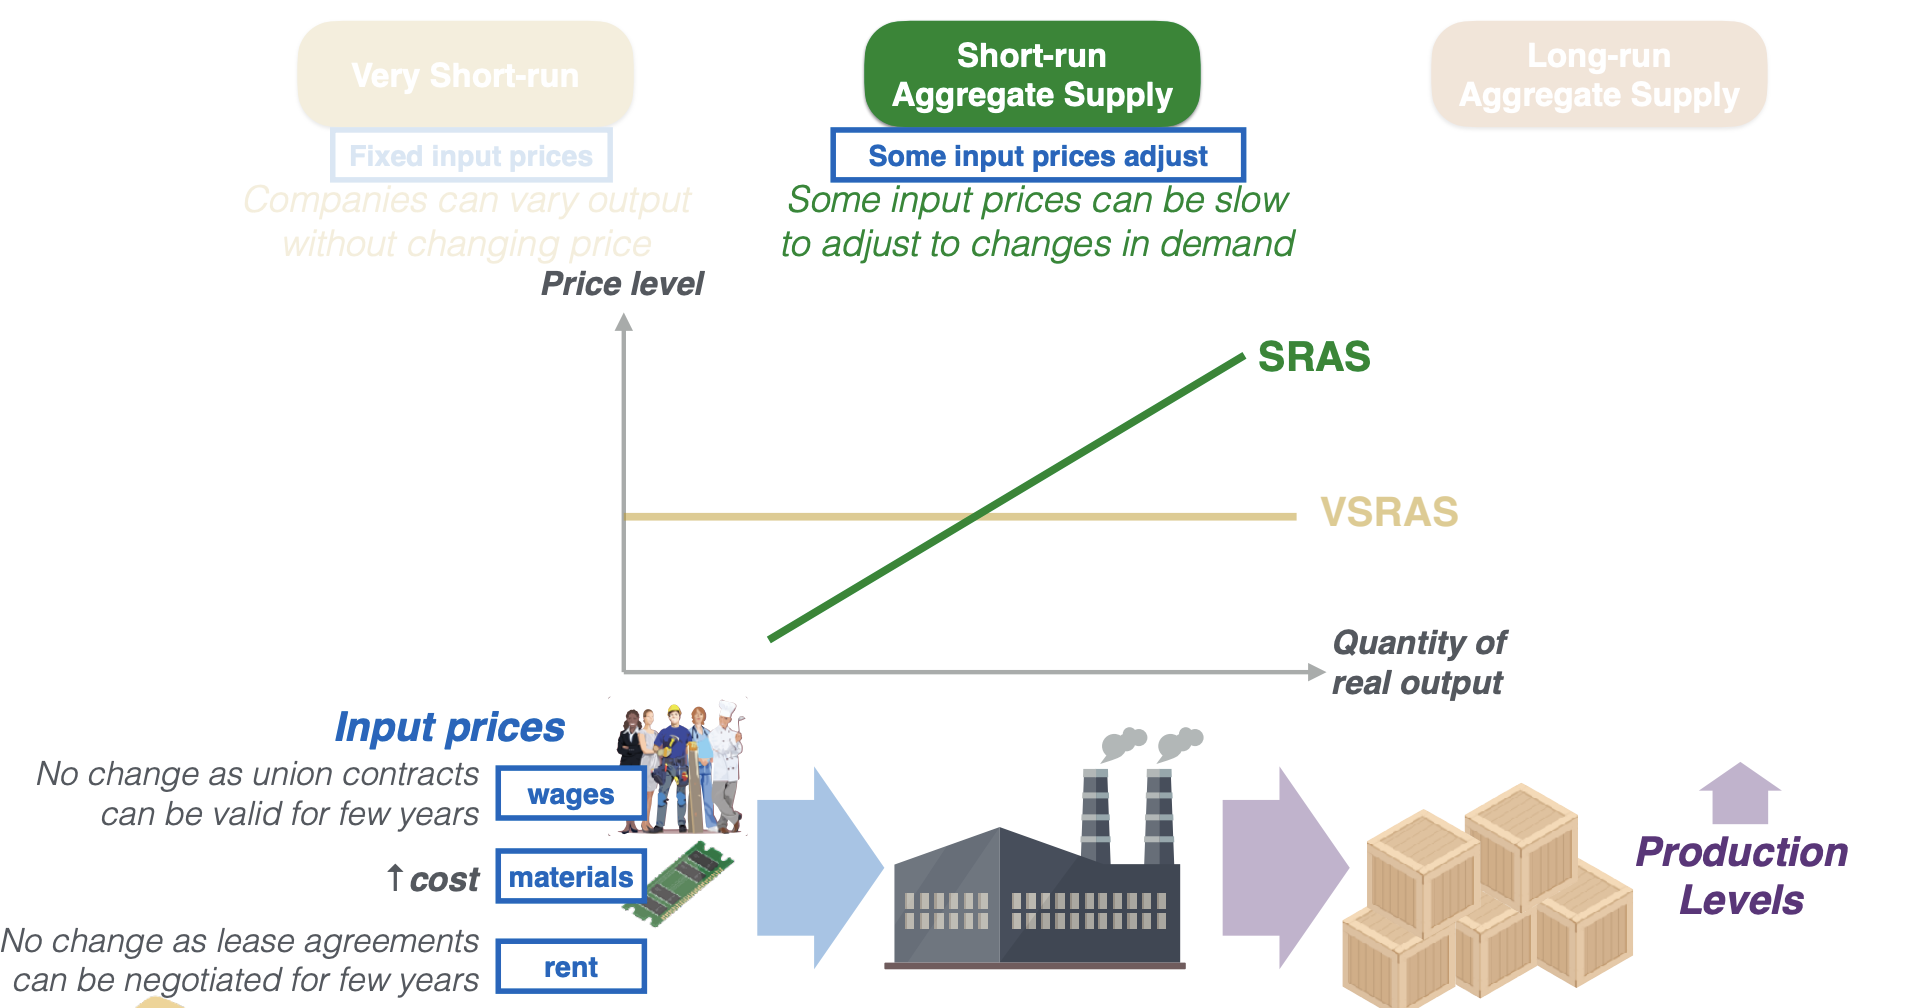 Very Short-run
Fixed input prices
Companies can vary output
without changing price
Short-run
Aggregate Supply
Some input prices adjust
Some input prices can be slow
to adjust to changes in demand
Long-run
Aggregate Supply
Price level
SRAS
VSRAS
Quantity of
real output
Input prices
No change as union contracts
can be valid for few years
wages
↑ cost
materials
No change as lease agreements
can be negotiated for few years
rent
Production
Levels